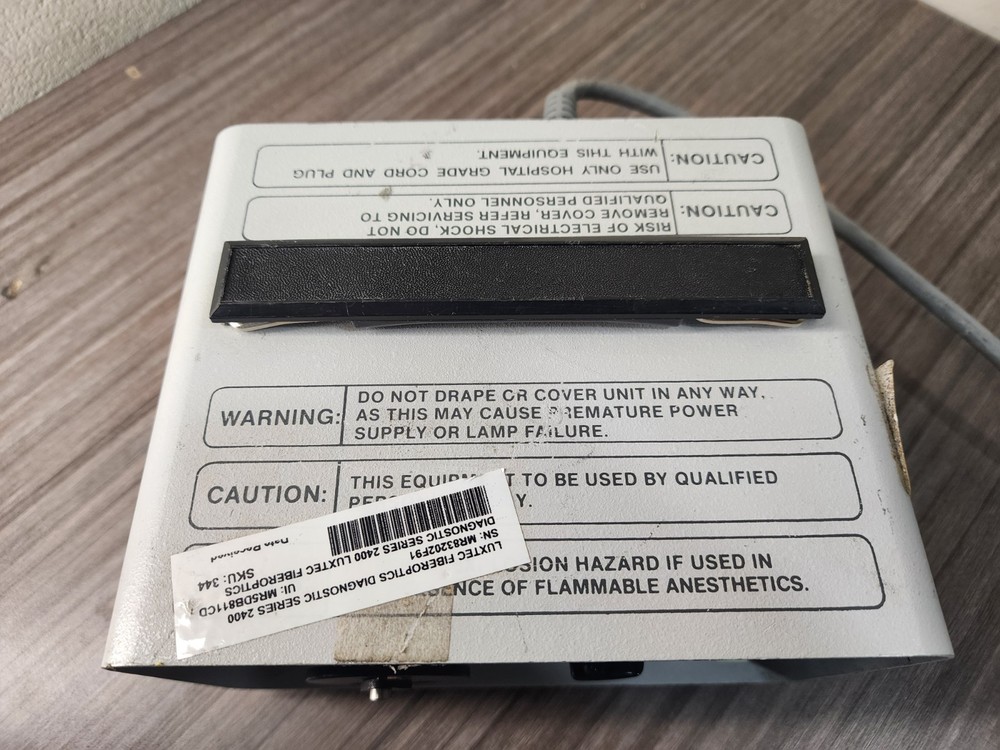 CAUTION:
USE ONLY HOSPITAL GRADE CORD AND PLUG
WITH THIS EQUIPMENT.
CAUTION:
RISK OF ELECTRICAL SHOCK, DO NOT
REMOVE COVER, REFER SERVICING TO
QUALIFIED PERSONNEL ONLY.
WARNING:
DO NOT DRAPE OR COVER UNIT IN ANY WAY,
AS THIS MAY CAUSE PREMATURE POWER
SUPPLY OR LAMP FAILURE.
CAUTION:
THIS EQUIPMENT TO BE USED BY QUALIFIED
HAZARD IF USED IN
OF FLAMMABLE ANESTHETICS.
LUXTEC FIBEROPTICS DIAGNOSTIC SERIES 2400
SN: MR83202F91
DIAGNOSTIC SERIES 2400 LUXTEC FIBEROPTICS
UI: MR5DB811CD
SKU: 344
Date Received